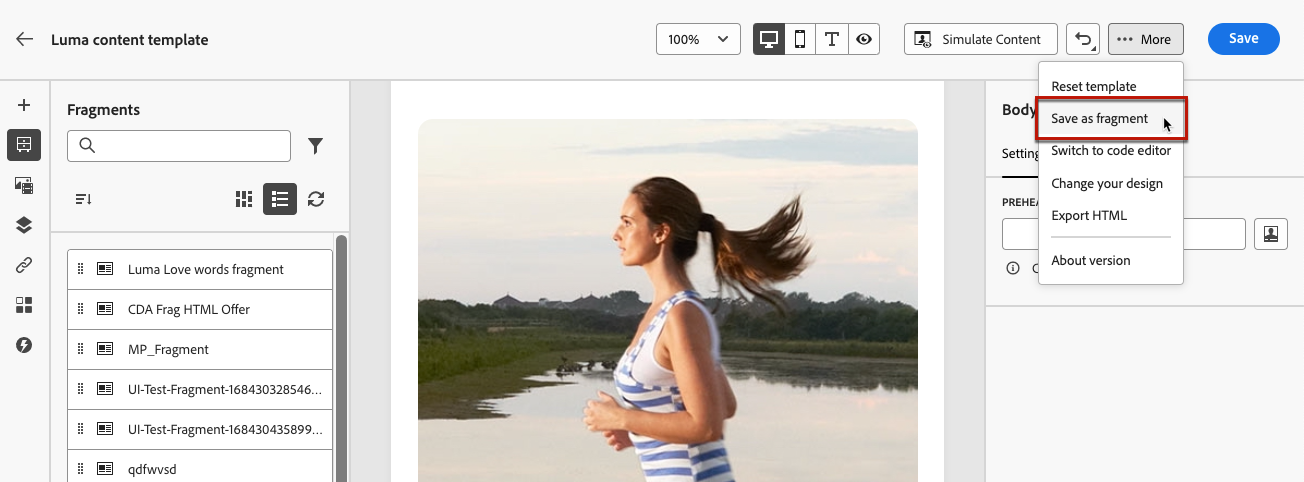 Luma content template
100%
T
Simulate Content
More
Save
Reset template
Save as fragment
Switch to code editor
Change your design
Export HTML
About version
Fragments
Luma Love words fragment
CDA Frag HTML Offer
MP_Fragment
UI-Test-Fragment-168430328546...
UI-Test-Fragment-168430435899...
qdfwvsd
Body